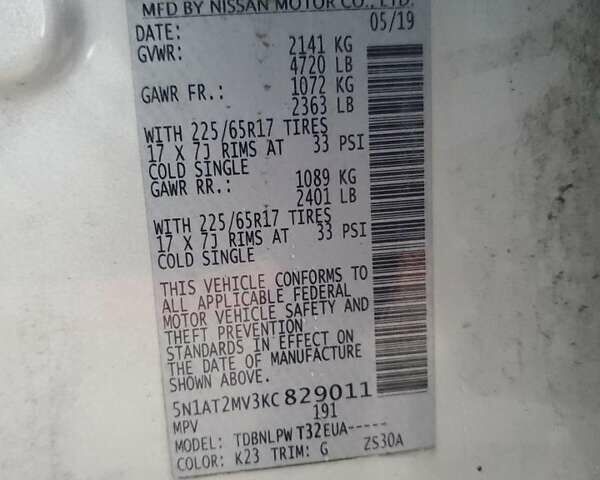 MFD BY NISSAN MOTOR CO., LTD.
DATE: 05/19
GVWR: 2141 KG
4720 LB
GAWR FR.: 1072 KG
2363 LB
WITH 225/65R17 TIRES
17 X 7J RIMS AT 33 PSI
COLD SINGLE
GAWR RR.: 1089 KG
2401 LB
WITH 225/65R17 TIRES
17 X 7J RIMS AT 33 PSI
COLD SINGLE
THIS VEHICLE CONFORMS TO
ALL APPLICABLE FEDERAL
MOTOR VEHICLE SAFETY AND
THEFT PREVENTION
STANDARDS IN EFFECT ON
THE DATE OF MANUFACTURE
SHOWN ABOVE.
5N1AT2MV3KC829011
MPV 191
MODEL: TDBNLPW T32EUA-----
COLOR: K23 TRIM: G ZS30A